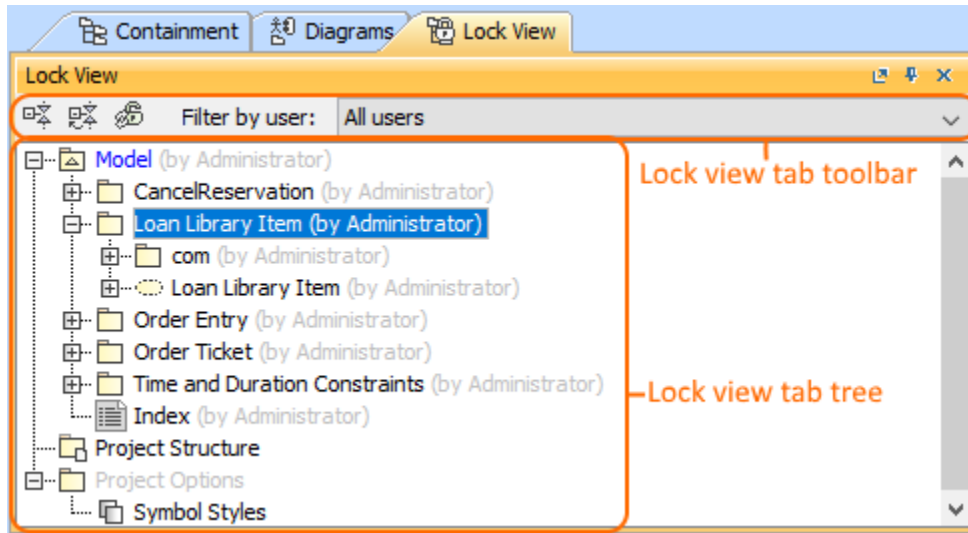 Containment Diagrams Lock View
Lock View
Filter by user: All users
Lock view tab toolbar
Model (by Administrator)
CancelReservation (by Administrator)
Loan Library Item (by Administrator)
com (by Administrator)
Loan Library Item (by Administrator)
Order Entry (by Administrator)
Order Ticket (by Administrator)
Time and Duration Constraints (by Administrator)
Lock view tab tree
Index (by Administrator)
Project Structure
Project Options
Symbol Styles